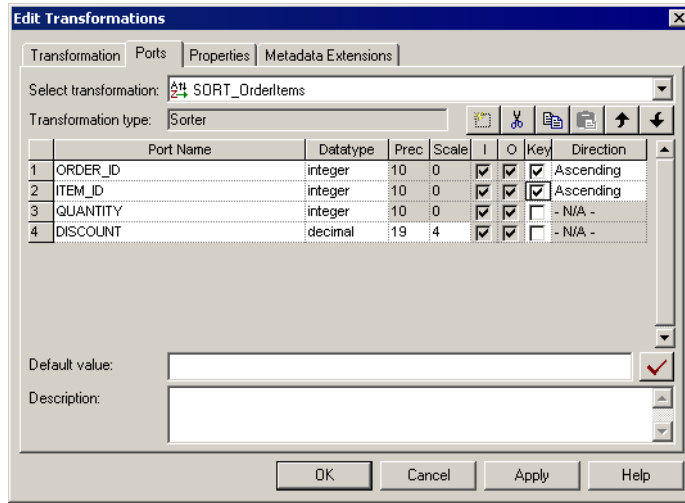 Edit Transformations
Transformation Ports Properties Metadata Extensions
Select transformation: SORT_OrderItems
Transformation type: Sorter
Port Name Datatype Prec Scale I O Key Direction
1 ORDER_ID integer 10 0 Ascending
2 ITEM_ID integer 10 0 Ascending
3 QUANTITY integer 10 0 - N/A -
4 DISCOUNT decimal 19 4 - N/A -
Default value:
Description:
OK Cancel Apply Help